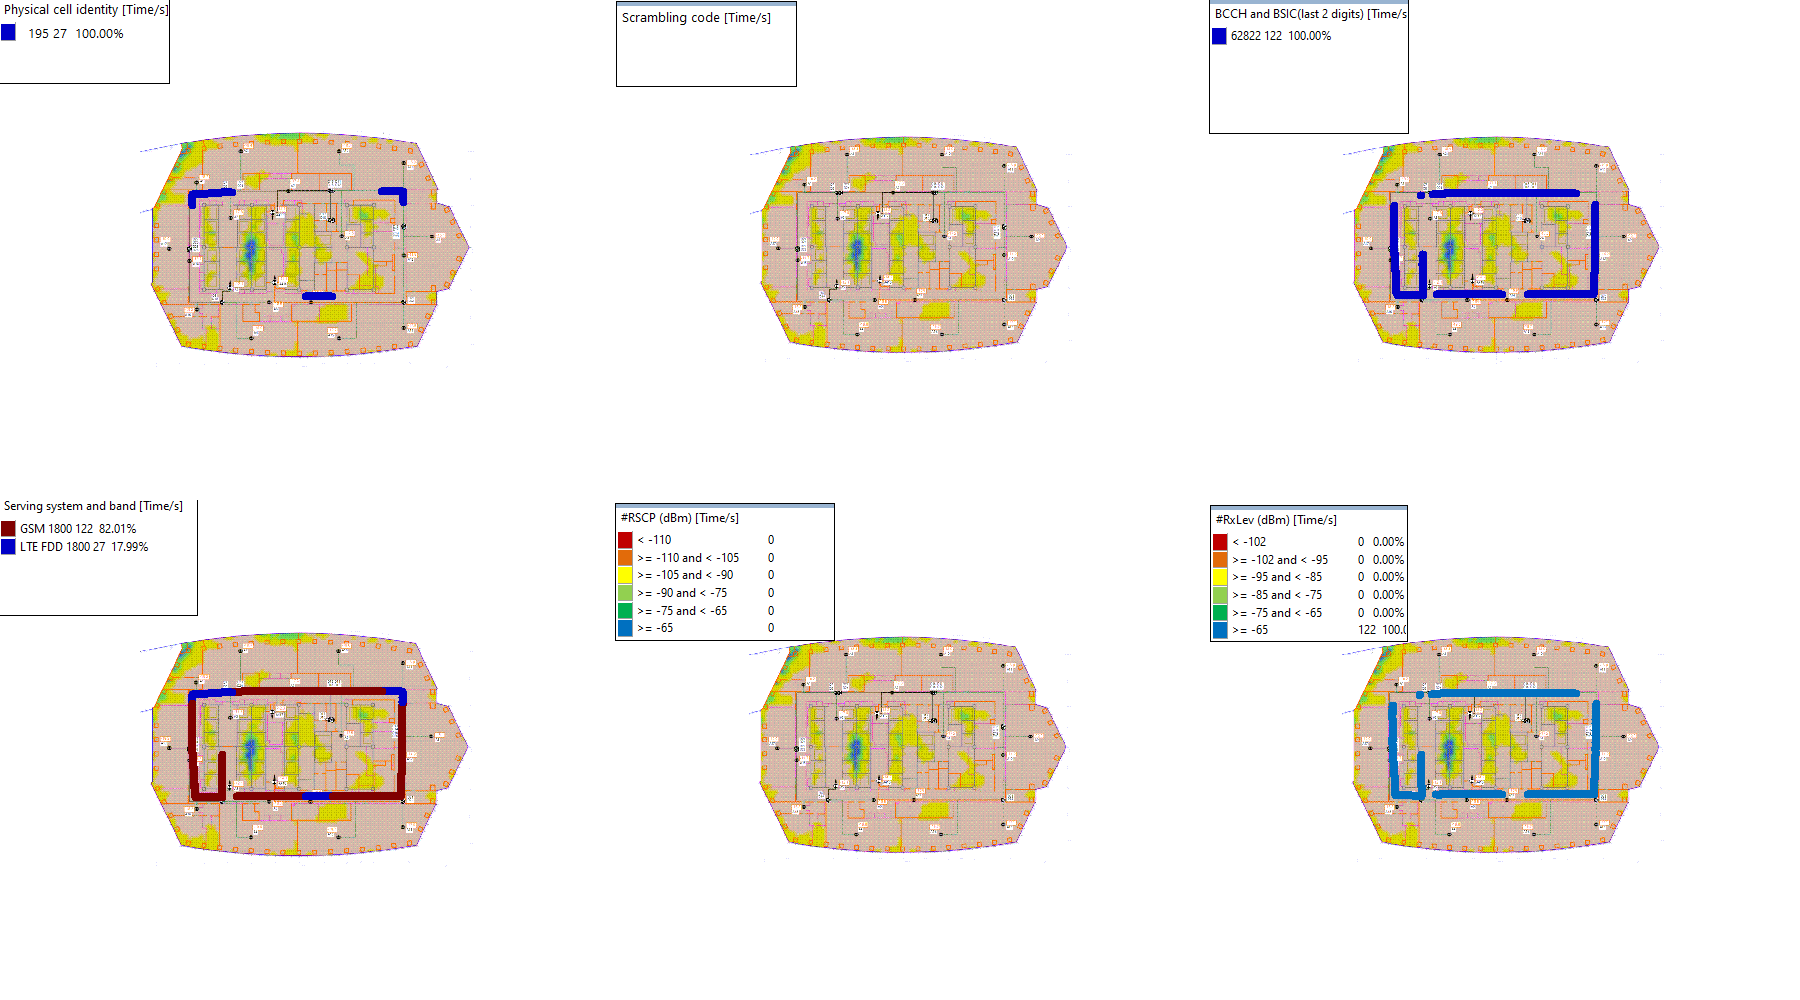 Physical cell identity [Time/s]
195 27 100.00%
Scrambling code [Time/s]
BCCH and BSIC(last 2 digits) [Time/s
62822 122 100.00%
Serving system and band [Time/s]
GSM 1800 122 82.01%
LTE FDD 1800 27 17.99%
#RSCP (dBm) [Time/s]
< -110 0
>= -110 and < -105 0
>= -105 and < -90 0
>= -90 and < -75 0
>= -75 and < -65 0
>= -65 0
#RxLev (dBm) [Time/s]
< -102 0 0.00%
>= -102 and < -95 0 0.00%
>= -95 and < -85 0 0.00%
>= -85 and < -75 0 0.00%
>= -75 and < -65 0 0.00%
>= -65 122 100.